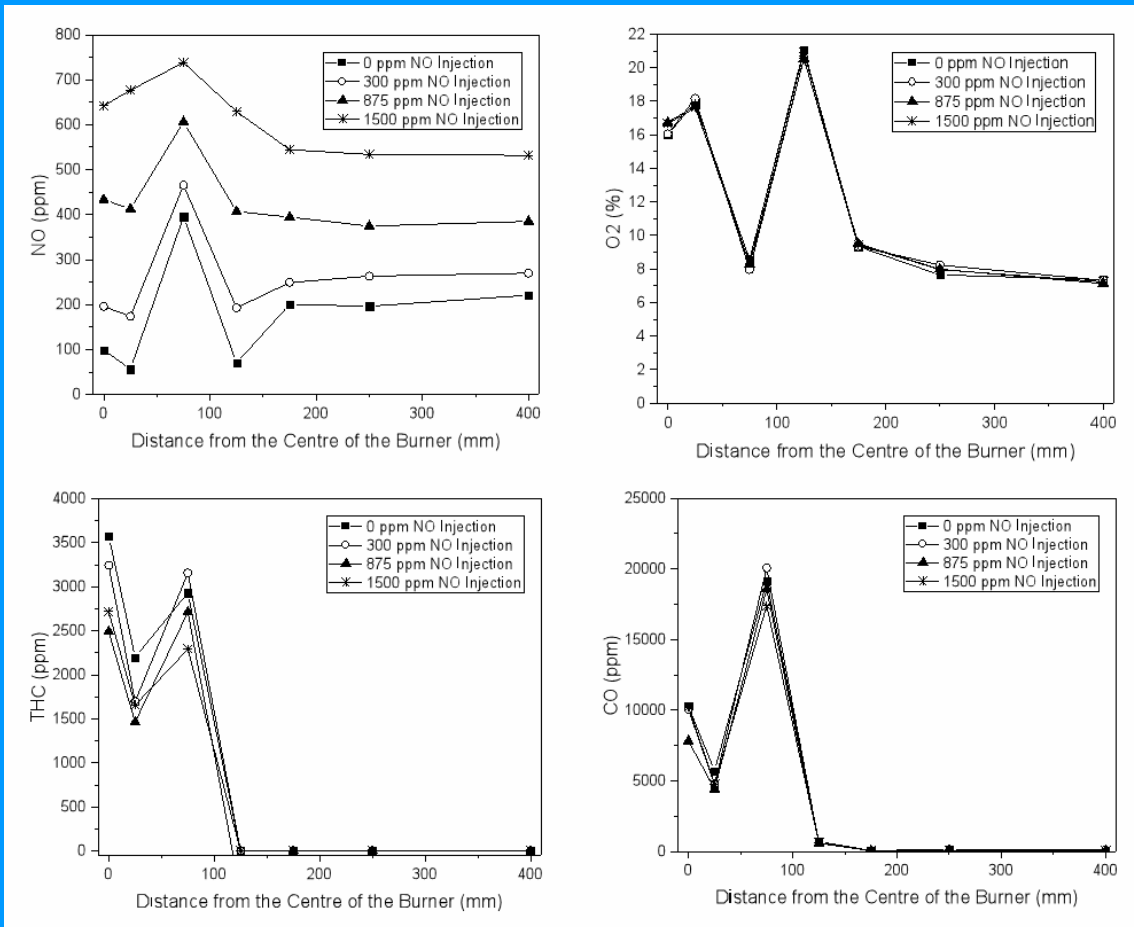 800
700
600
500
400
300
200
100
0
NO (ppm)
0 ppm NO Injection
300 ppm NO Injection
875 ppm NO Injection
1500 ppm NO Injection
0 100 200 300 400
Distance from the Centre of the Burner (mm)
22
20
18
16
14
12
10
8
6
4
2
0
O2 (%)
0 ppm NO Injection
300 ppm NO Injection
875 ppm NO Injection
1500 ppm NO Injection
0 100 200 300 400
Distance from the Centre of the Burner (mm)
4000
3500
3000
2500
2000
1500
1000
500
0
THC (ppm)
0 ppm NO Injection
300 ppm NO Injection
875 ppm NO Injection
1500 ppm NO Injection
0 100 200 300 400
Distance from the Centre of the Burner (mm)
25000
20000
15000
10000
5000
0
CO (ppm)
0 ppm NO Injection
300 ppm NO Injection
875 ppm NO Injection
1500 ppm NO Injection
0 100 200 300 400
Distance from the Centre of the Burner (mm)